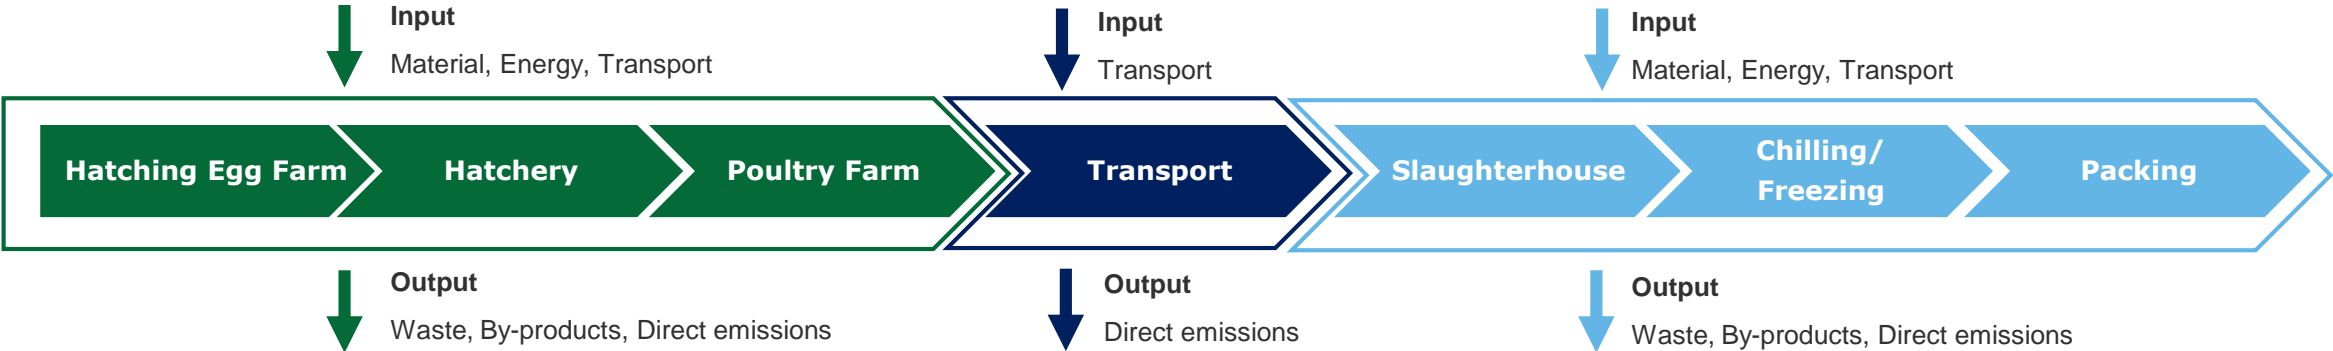 Input
Material, Energy, Transport
Input
Transport
Input
Material, Energy, Transport
Hatching Egg Farm
Hatchery
Poultry Farm
Transport
Slaughterhouse
Chilling/
Freezing
Packing
Output
Waste, By-products, Direct emissions
Output
Direct emissions
Output
Waste, By-products, Direct emissions